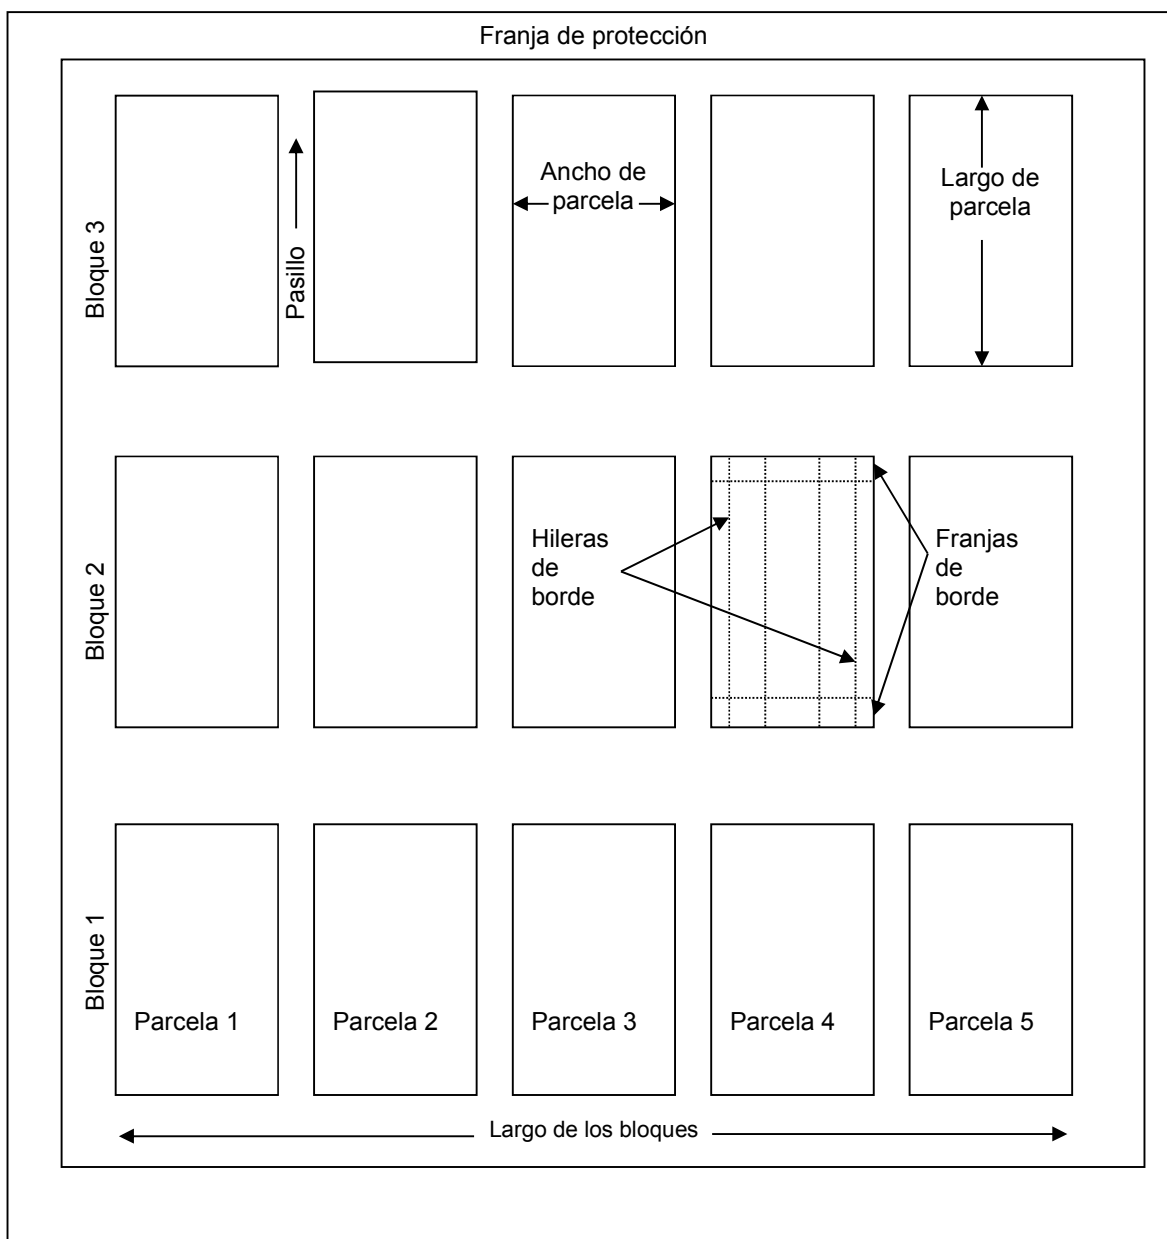 Franja de protección
Bloque 3
Pasillo
Ancho de
parcela
Largo de
parcela
Bloque 2
Hileras
de
borde
Franjas
de
borde
Bloque 1
Parcela 1
Parcela 2
Parcela 3
Parcela 4
Parcela 5
Largo de los bloques